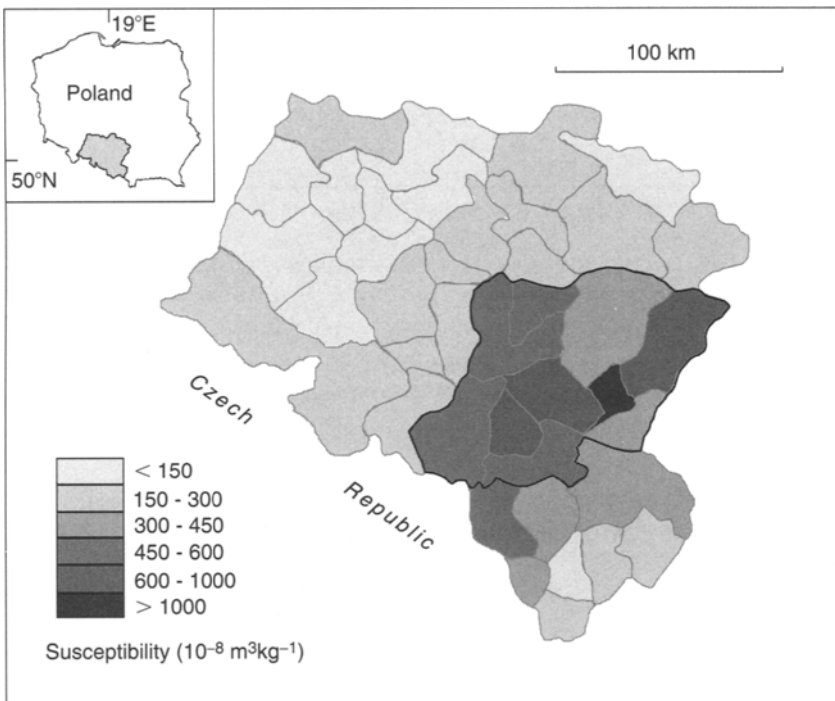 19°E
Poland
50°N
100 km
Czech
Republic
< 150
150 - 300
300 - 450
450 - 600
600 - 1000
> 1000
Susceptibility (10⁻⁸ m³kg⁻¹)